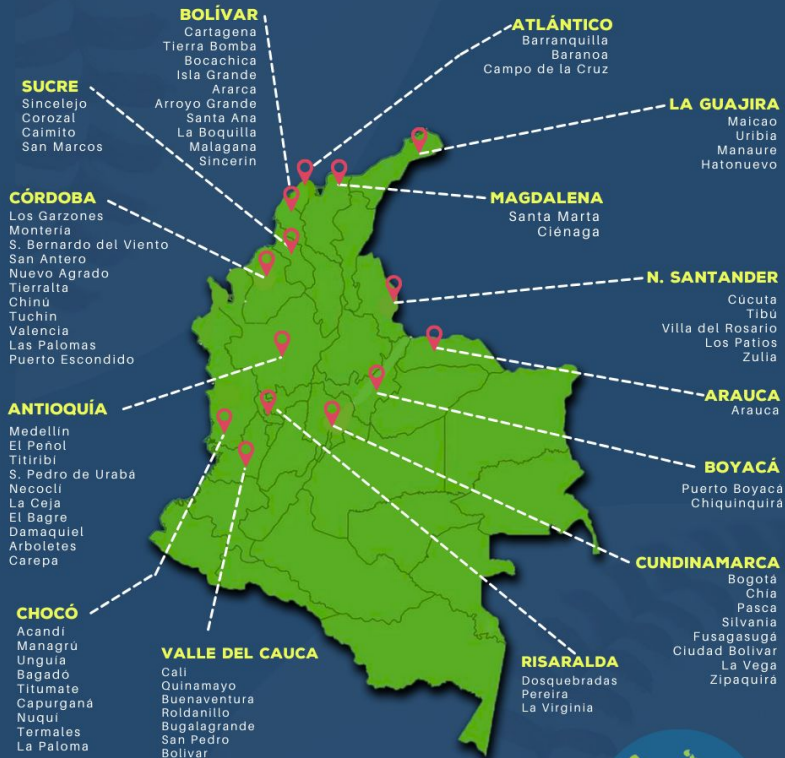 BOLÍVAR
Cartagena
Tierra Bomba
Bocachica
Isla Grande
Ararca
Arroyo Grande
Santa Ana
La Boquilla
Malagana
Sincerin
ATLÁNTICO
Barranquilla
Baranoa
Campo de la Cruz
SUCRE
Sincelejo
Corozal
Caimito
San Marcos
LA GUAJIRA
Maicao
Uribia
Manaure
Hatonuevo
CÓRDOBA
Los Garzones
Montería
S. Bernardo del Viento
San Antero
Nuevo Agrado
Tierralta
Chinú
Tuchin
Valencia
Las Palomas
Puerto Escondido
MAGDALENA
Santa Marta
Ciénaga
N. SANTANDER
Cúcuta
Tibú
Villa del Rosario
Los Patios
Zulia
ARAUCA
Arauca
ANTIOQUÍA
Medellín
El Peñol
Titiribí
S. Pedro de Urabá
Necoclí
La Ceja
El Bagre
Damaquiel
Arboletes
Carepa
BOYACÁ
Puerto Boyacá
Chiquinquirá
CUNDINAMARCA
Bogotá
Chía
Pasca
Silvania
Fusagasugá
Ciudad Bolivar
La Vega
Zipaquirá
CHOCÓ
Acandí
Managrú
Unguía
Bagadó
Titumate
Capurganá
Nuquí
Termales
La Paloma
VALLE DEL CAUCA
Cali
Quinamayo
Buenaventura
Roldanillo
Bugalagrande
San Pedro
Bolivar
RISARALDA
Dosquebradas
Pereira
La Virginia